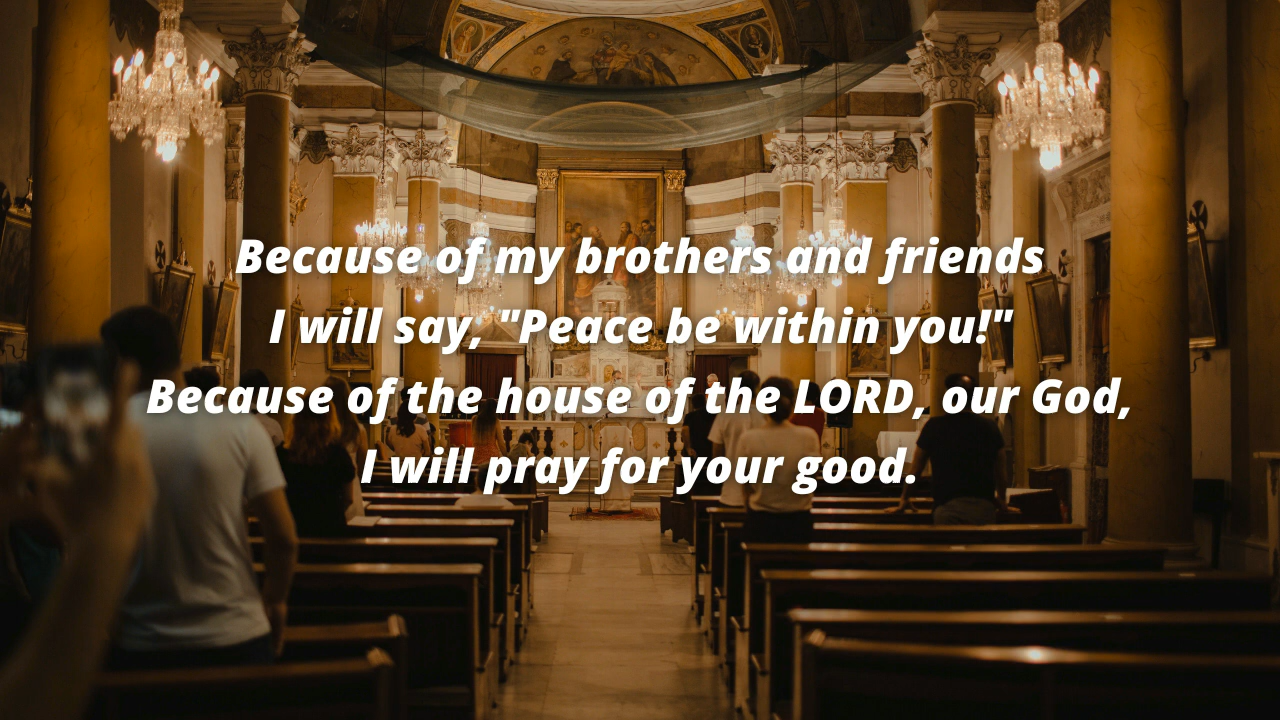 Because of my brothers and friends
I will say, "Peace be within you!"
Because of the house of the LORD, our God,
I will pray for your good.